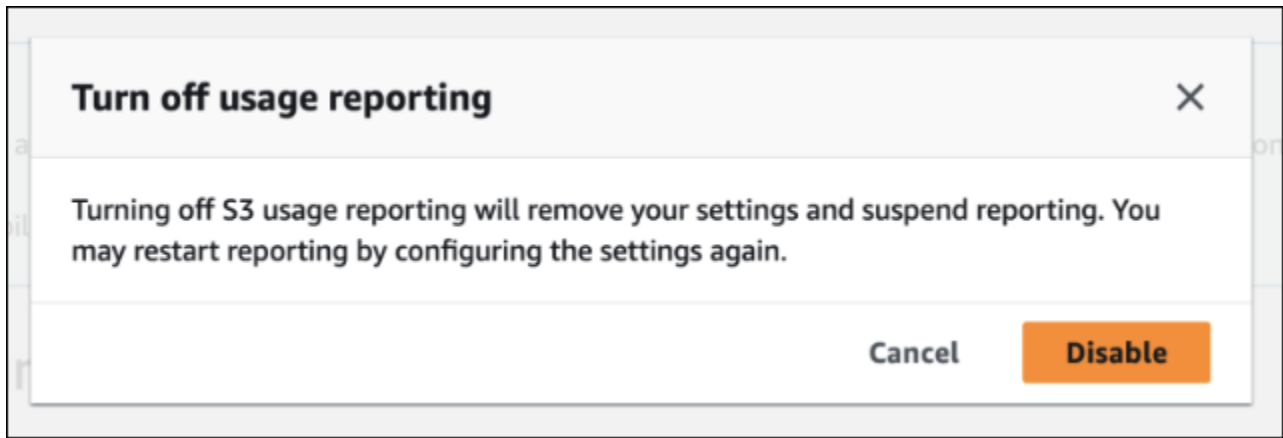 Turn off usage reporting
Turning off S3 usage reporting will remove your settings and suspend reporting. You
may restart reporting by configuring the settings again.
Cancel
Disable